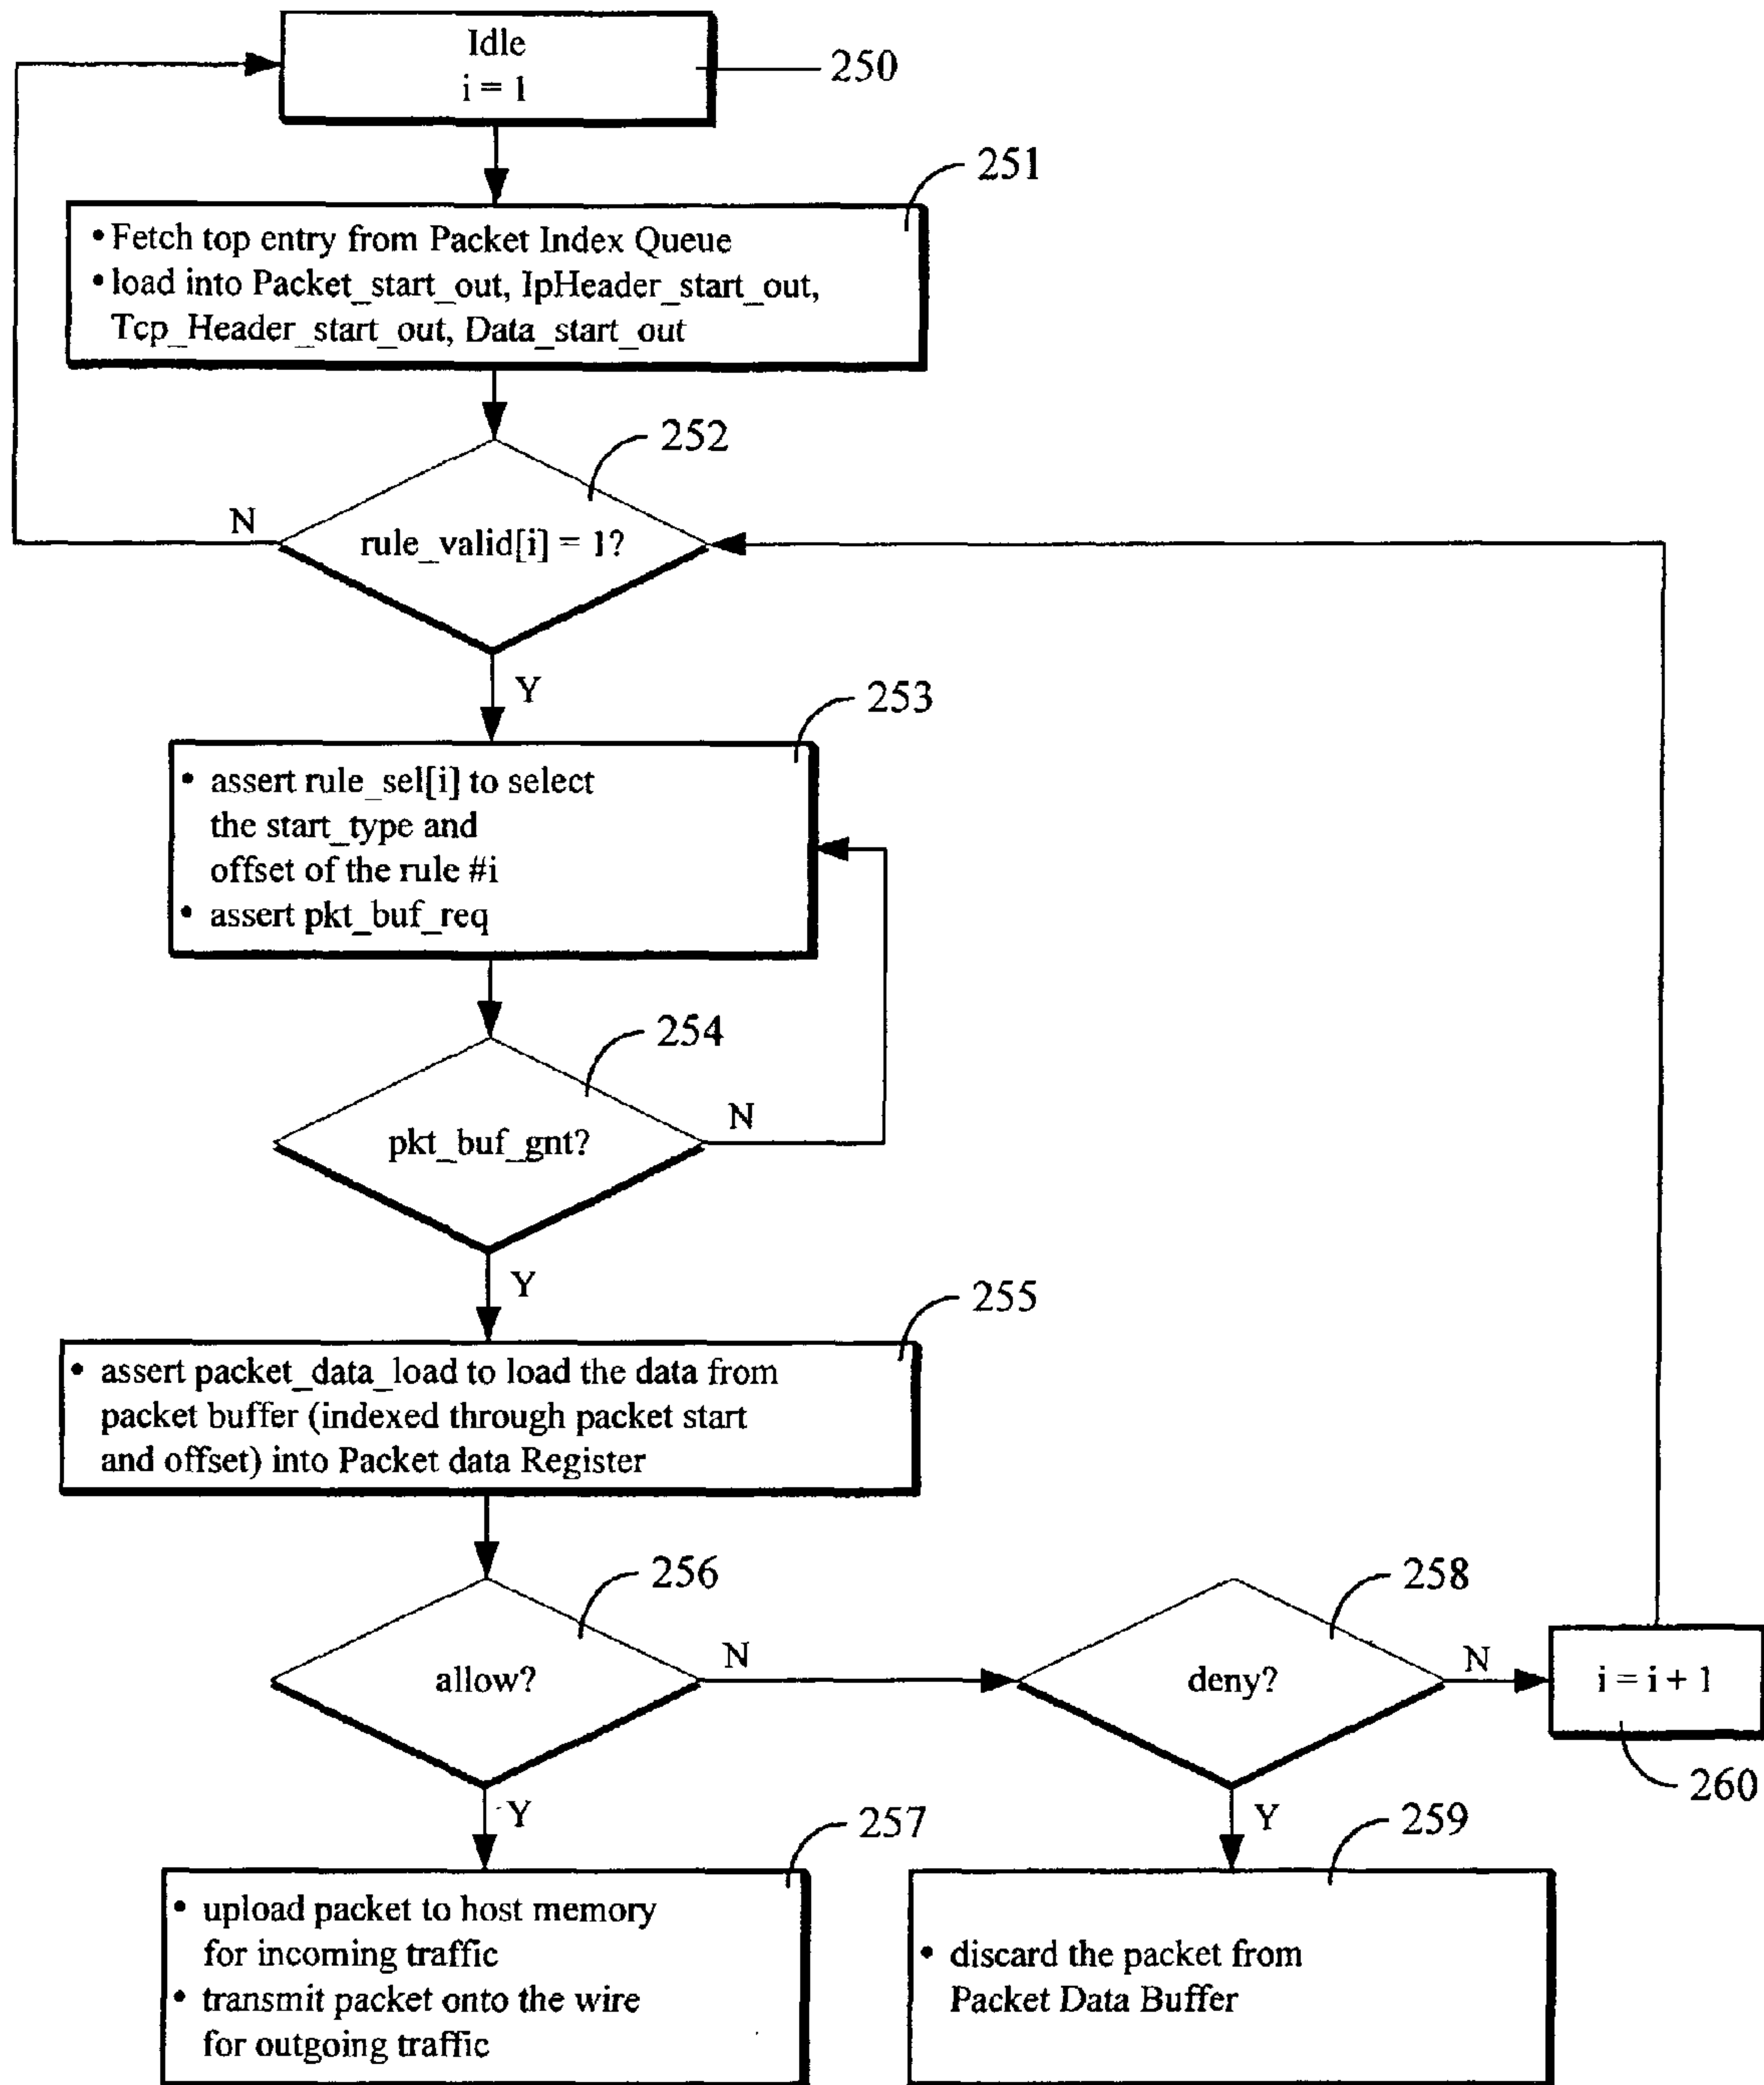 Idle
i = 1
250
251
• Fetch top entry from Packet Index Queue
• load into Packet_start_out, IpHeader_start_out,
Tcp_Header_start_out, Data_start_out
252
N
rule_valid[i] = 1?
Y
253
• assert rule_sel[i] to select
the start_type and
offset of the rule #i
• assert pkt_buf_req
254
N
pkt_buf_gnt?
Y
255
• assert packet_data_load to load the data from
packet buffer (indexed through packet start
and offset) into Packet data Register
256
allow?
N
258
deny?
N
i = i + 1
260
Y
257
• upload packet to host memory
for incoming traffic
• transmit packet onto the wire
for outgoing traffic
Y
259
• discard the packet from
Packet Data Buffer